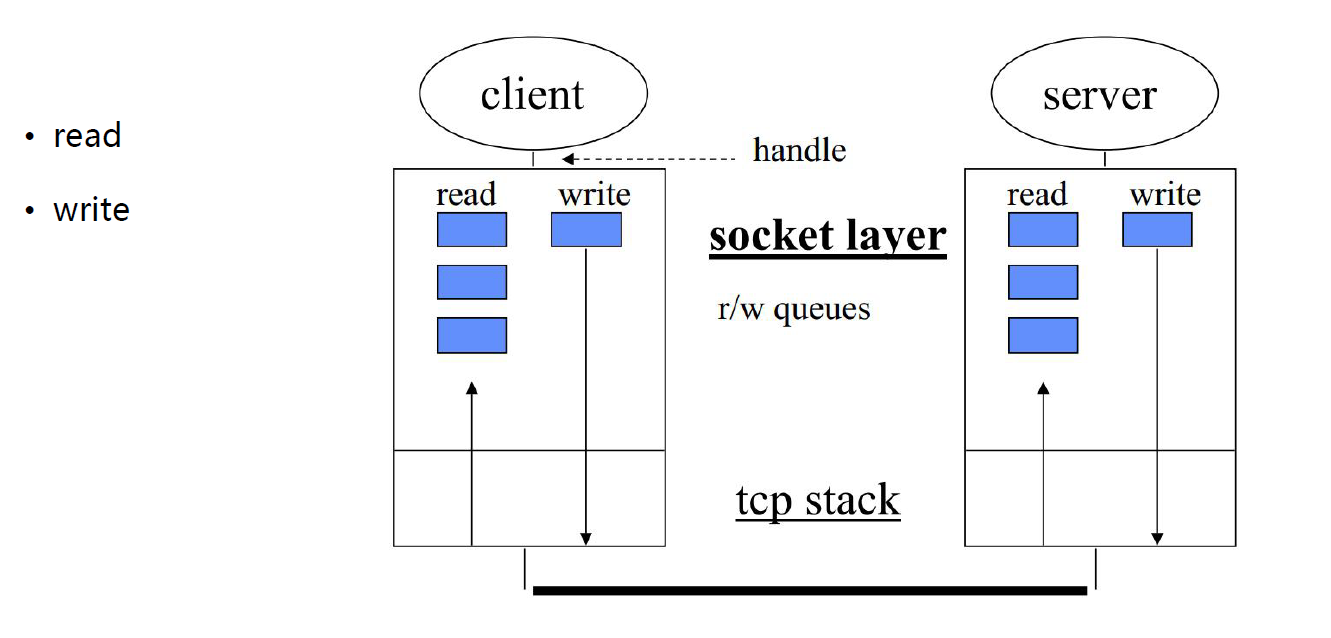 • read
• write
client
server
handle
read write
socket layer
r/w queues
read write
tcp stack